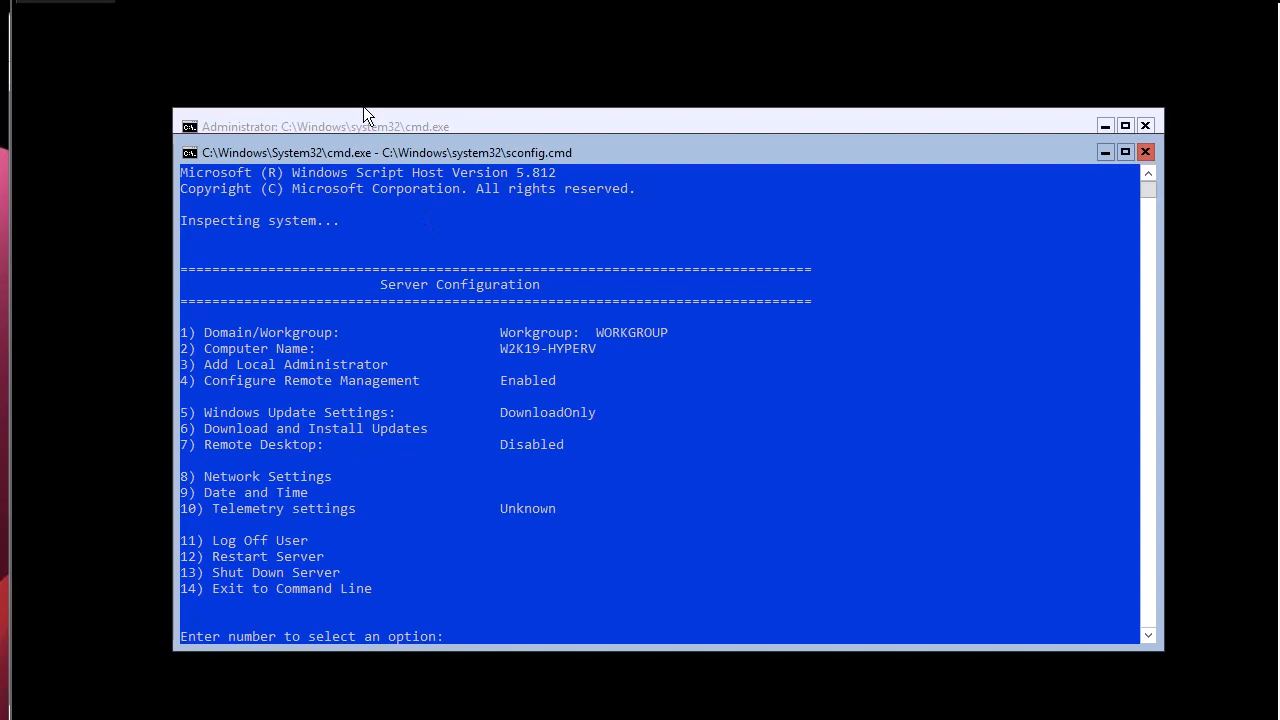 Administrator: C:\Windows\system32\cmd.exe
C:\Windows\System32\cmd.exe - C:\Windows\system32\sconfig.cmd
Microsoft (R) Windows Script Host Version 5.812
Copyright (C) Microsoft Corporation. All rights reserved.
Inspecting system...
===============================================================================
Server Configuration
===============================================================================
1) Domain/Workgroup: Workgroup: WORKGROUP
2) Computer Name: W2K19-HYPERV
3) Add Local Administrator
4) Configure Remote Management Enabled
5) Windows Update Settings: DownloadOnly
6) Download and Install Updates
7) Remote Desktop: Disabled
8) Network Settings
9) Date and Time
10) Telemetry settings Unknown
11) Log Off User
12) Restart Server
13) Shut Down Server
14) Exit to Command Line
Enter number to select an option: